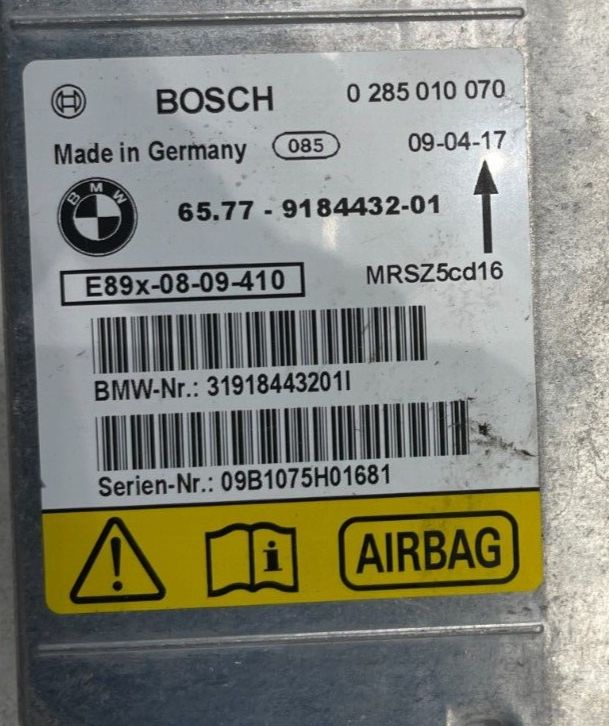 BOSCH 0 285 010 070
Made in Germany 085 09-04-17
BMW 65.77 - 9184432-01
E89x-08-09-410 MRSZ5cd16
BMW-Nr.: 31918443201I
Serien-Nr.: 09B1075H01681
AIRBAG